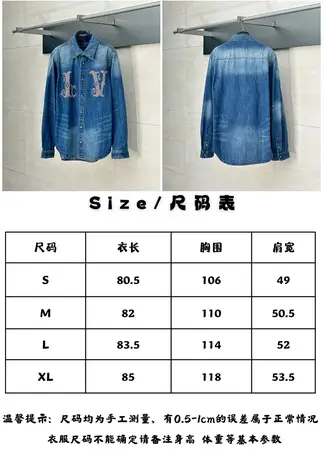 Size/尺码表
尺码 衣长 胸围 肩宽
S 80.5 106 49
M 82 110 50.5
L 83.5 114 52
XL 85 118 53.5
温馨提示：尺码均为手工测量、有0.5-1cm的误差属于正常情况
衣服尺码不能确定请备注身高 体重等基本参数